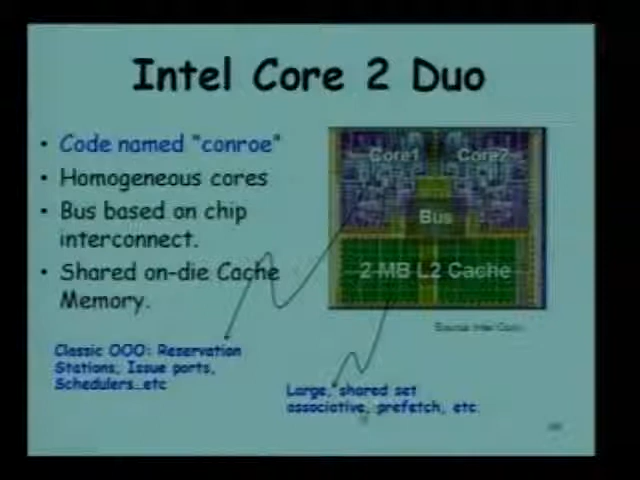 Intel Core 2 Duo
• Code named "conroe"
• Homogeneous cores
• Bus based on chip
interconnect.
• Shared on-die Cache
Memory.
Core1
Core2
Bus
2 MB L2 Cache
Classic OOO: Reservation
Stations, Issue ports,
Schedulers…etc
Large, shared set
associative, prefetch, etc.
Source: Intel